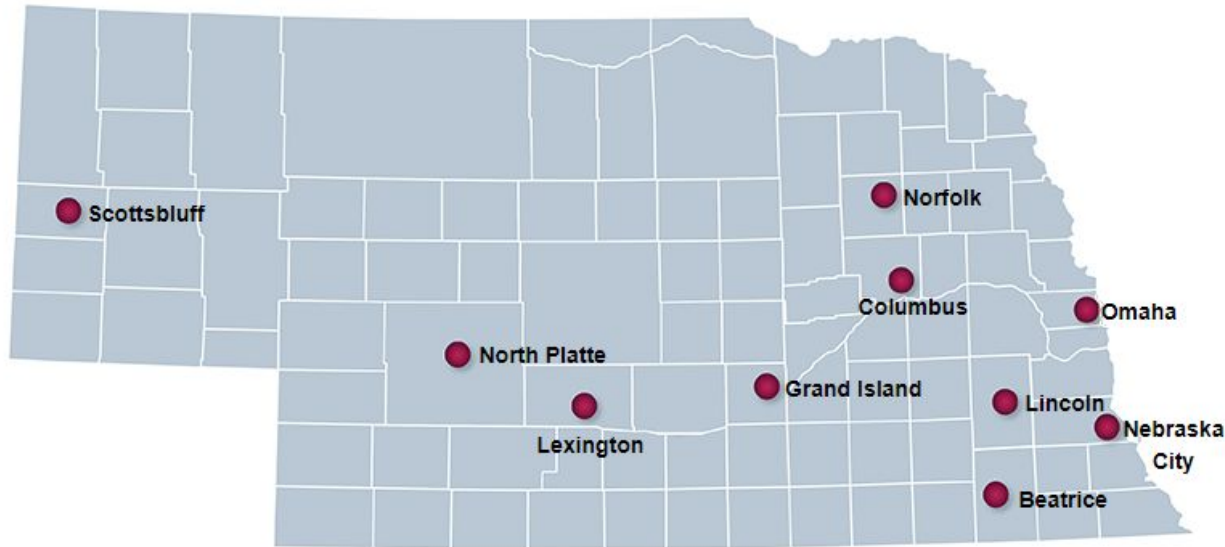 Norfolk
Scottsbluff
Columbus
Omaha
North Platte
Grand Island
Lincoln
Lexington
Nebraska
City
Beatrice